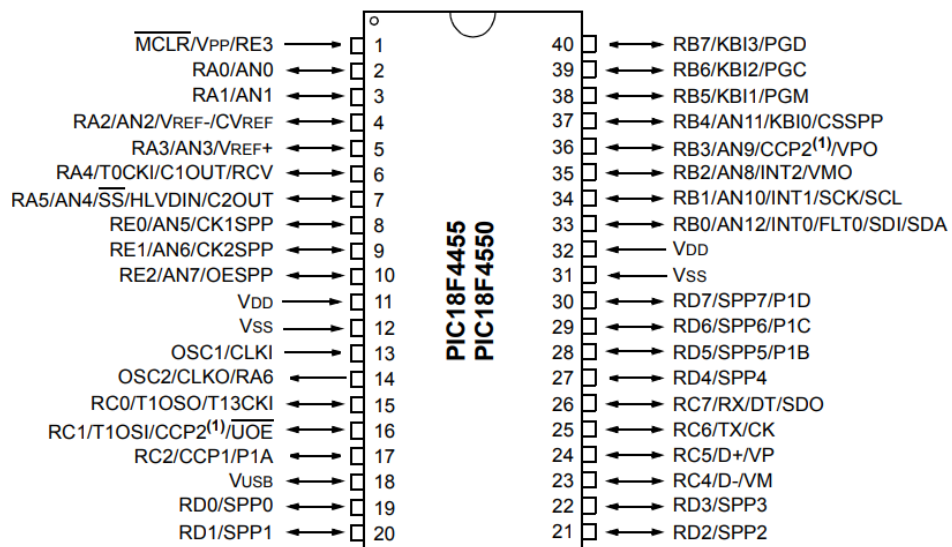 MCLR/VPP/RE3 1
RA0/AN0 2
RA1/AN1 3
RA2/AN2/VREF-/CVREF 4
RA3/AN3/VREF+ 5
RA4/T0CKI/C1OUT/RCV 6
RA5/AN4/SS/HLVDIN/C2OUT 7
RE0/AN5/CK1SPP 8
RE1/AN6/CK2SPP 9
RE2/AN7/OESPP 10
VDD 11
VSS 12
OSC1/CLKI 13
OSC2/CLKO/RA6 14
RC0/T1OSO/T13CKI 15
RC1/T1OSI/CCP2(1)/UOE 16
RC2/CCP1/P1A 17
VUSB 18
RD0/SPP0 19
RD1/SPP1 20
PIC18F4455
PIC18F4550
40 RB7/KBI3/PGD
39 RB6/KBI2/PGC
38 RB5/KBI1/PGM
37 RB4/AN11/KBI0/CSSPP
36 RB3/AN9/CCP2(1)/VPO
35 RB2/AN8/INT2/VMO
34 RB1/AN10/INT1/SCK/SCL
33 RB0/AN12/INT0/FLT0/SDI/SDA
32 VDD
31 VSS
30 RD7/SPP7/P1D
29 RD6/SPP6/P1C
28 RD5/SPP5/P1B
27 RD4/SPP4
26 RC7/RX/DT/SDO
25 RC6/TX/CK
24 RC5/D+/VP
23 RC4/D-/VM
22 RD3/SPP3
21 RD2/SPP2